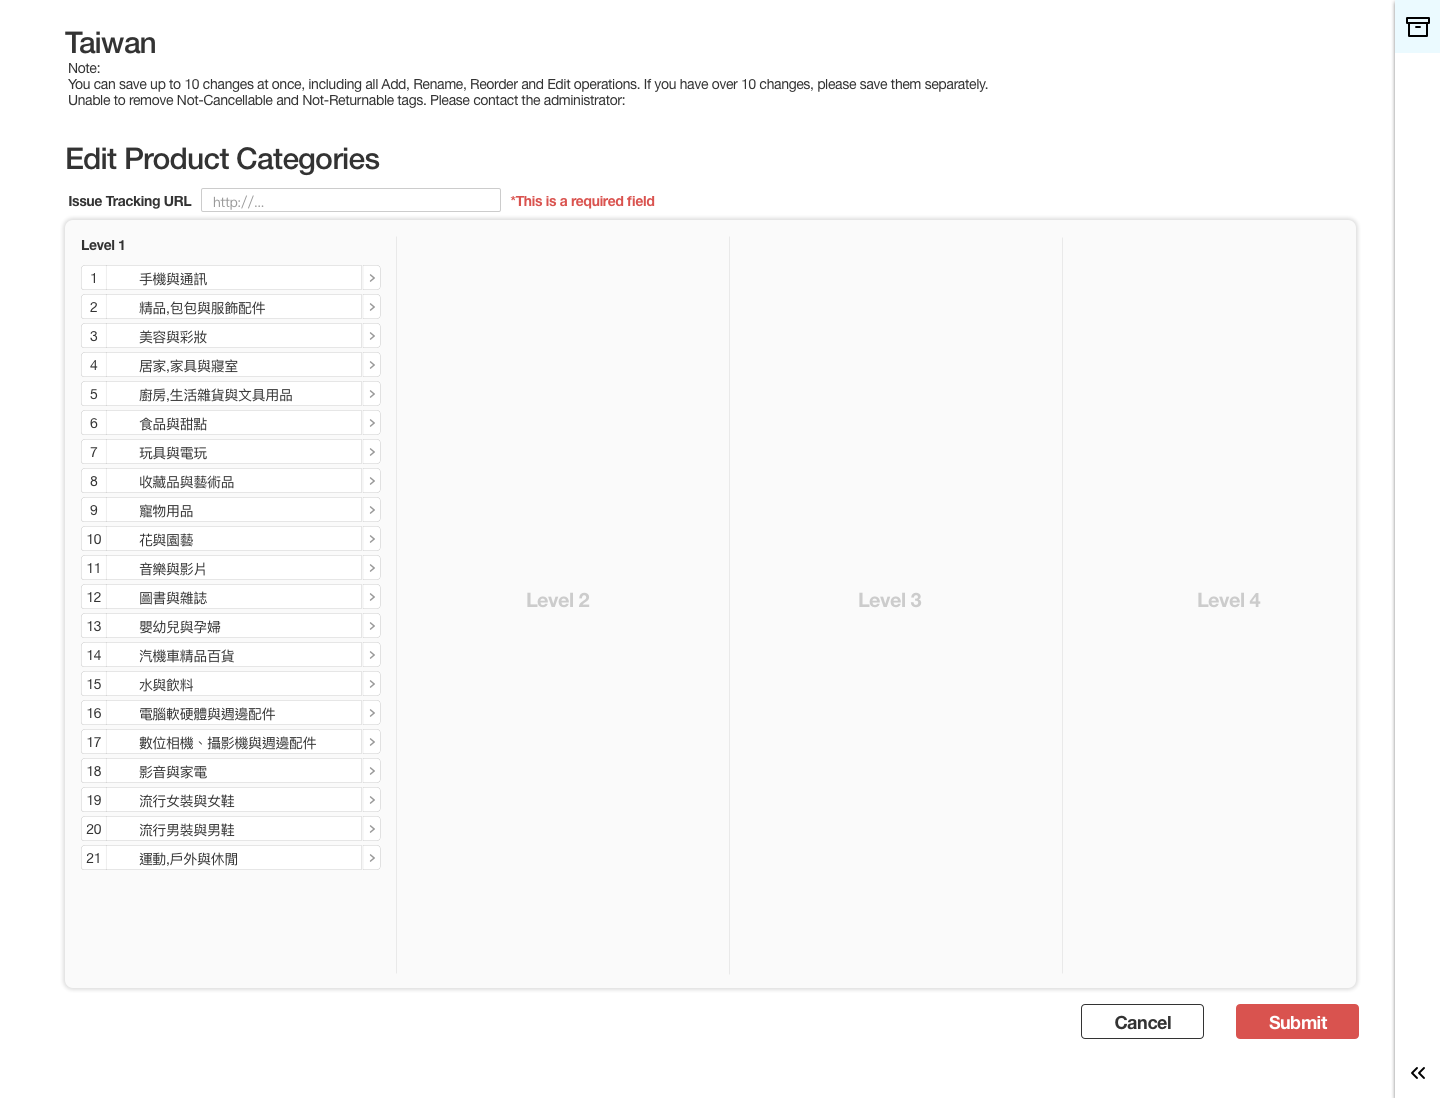 Taiwan
Note:
You can save up to 10 changes at once, including all Add, Rename, Reorder and Edit operations. If you have over 10 changes, please save them separately.
Unable to remove Not-Cancellable and Not-Returnable tags. Please contact the administrator:
Edit Product Categories
Issue Tracking URL http://... *This is a required field
Level 1
1 手機與通訊 >
2 精品,包包與服飾配件 >
3 美容與彩妝 >
4 居家,家具與寢室 >
5 廚房,生活雜貨與文具用品 >
6 食品與甜點 >
7 玩具與電玩 >
8 收藏品與藝術品 >
9 寵物用品 >
10 花與園藝 >
11 音樂與影片 >
12 圖書與雜誌 >
13 嬰幼兒與孕婦 >
14 汽機車精品百貨 >
15 水與飲料 >
16 電腦軟硬體與週邊配件 >
17 數位相機、攝影機與週邊配件 >
18 影音與家電 >
19 流行女裝與女鞋 >
20 流行男裝與男鞋 >
21 運動,戶外與休閒 >
Level 2
Level 3
Level 4
Cancel
Submit